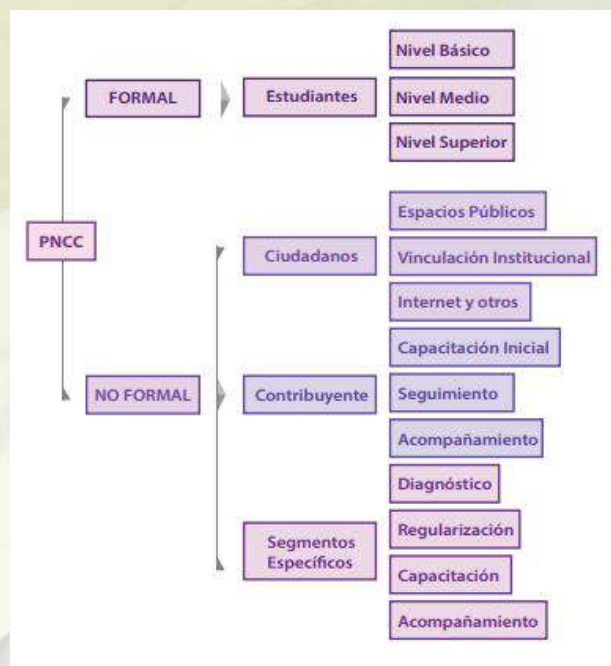 PNCC
FORMAL
Estudiantes
Nivel Básico
Nivel Medio
Nivel Superior
NO FORMAL
Ciudadanos
Espacios Públicos
Vinculación Institucional
Internet y otros
Contribuyente
Capacitación Inicial
Seguimiento
Acompañamiento
Segmentos
Específicos
Diagnóstico
Regularización
Capacitación
Acompañamiento